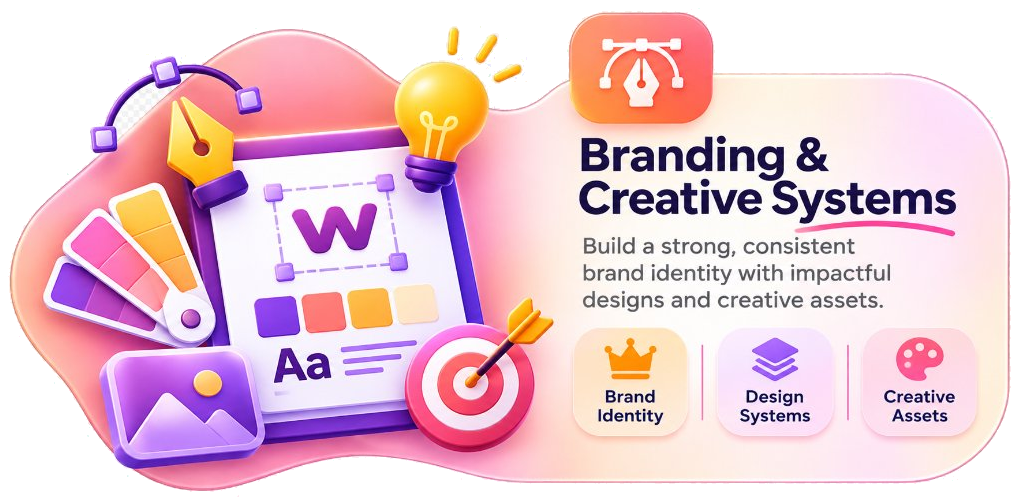 W
Aa
Branding &
Creative Systems
Build a strong, consistent
brand identity with impactful
designs and creative assets.
Brand
Identity
Design
Systems
Creative
Assets